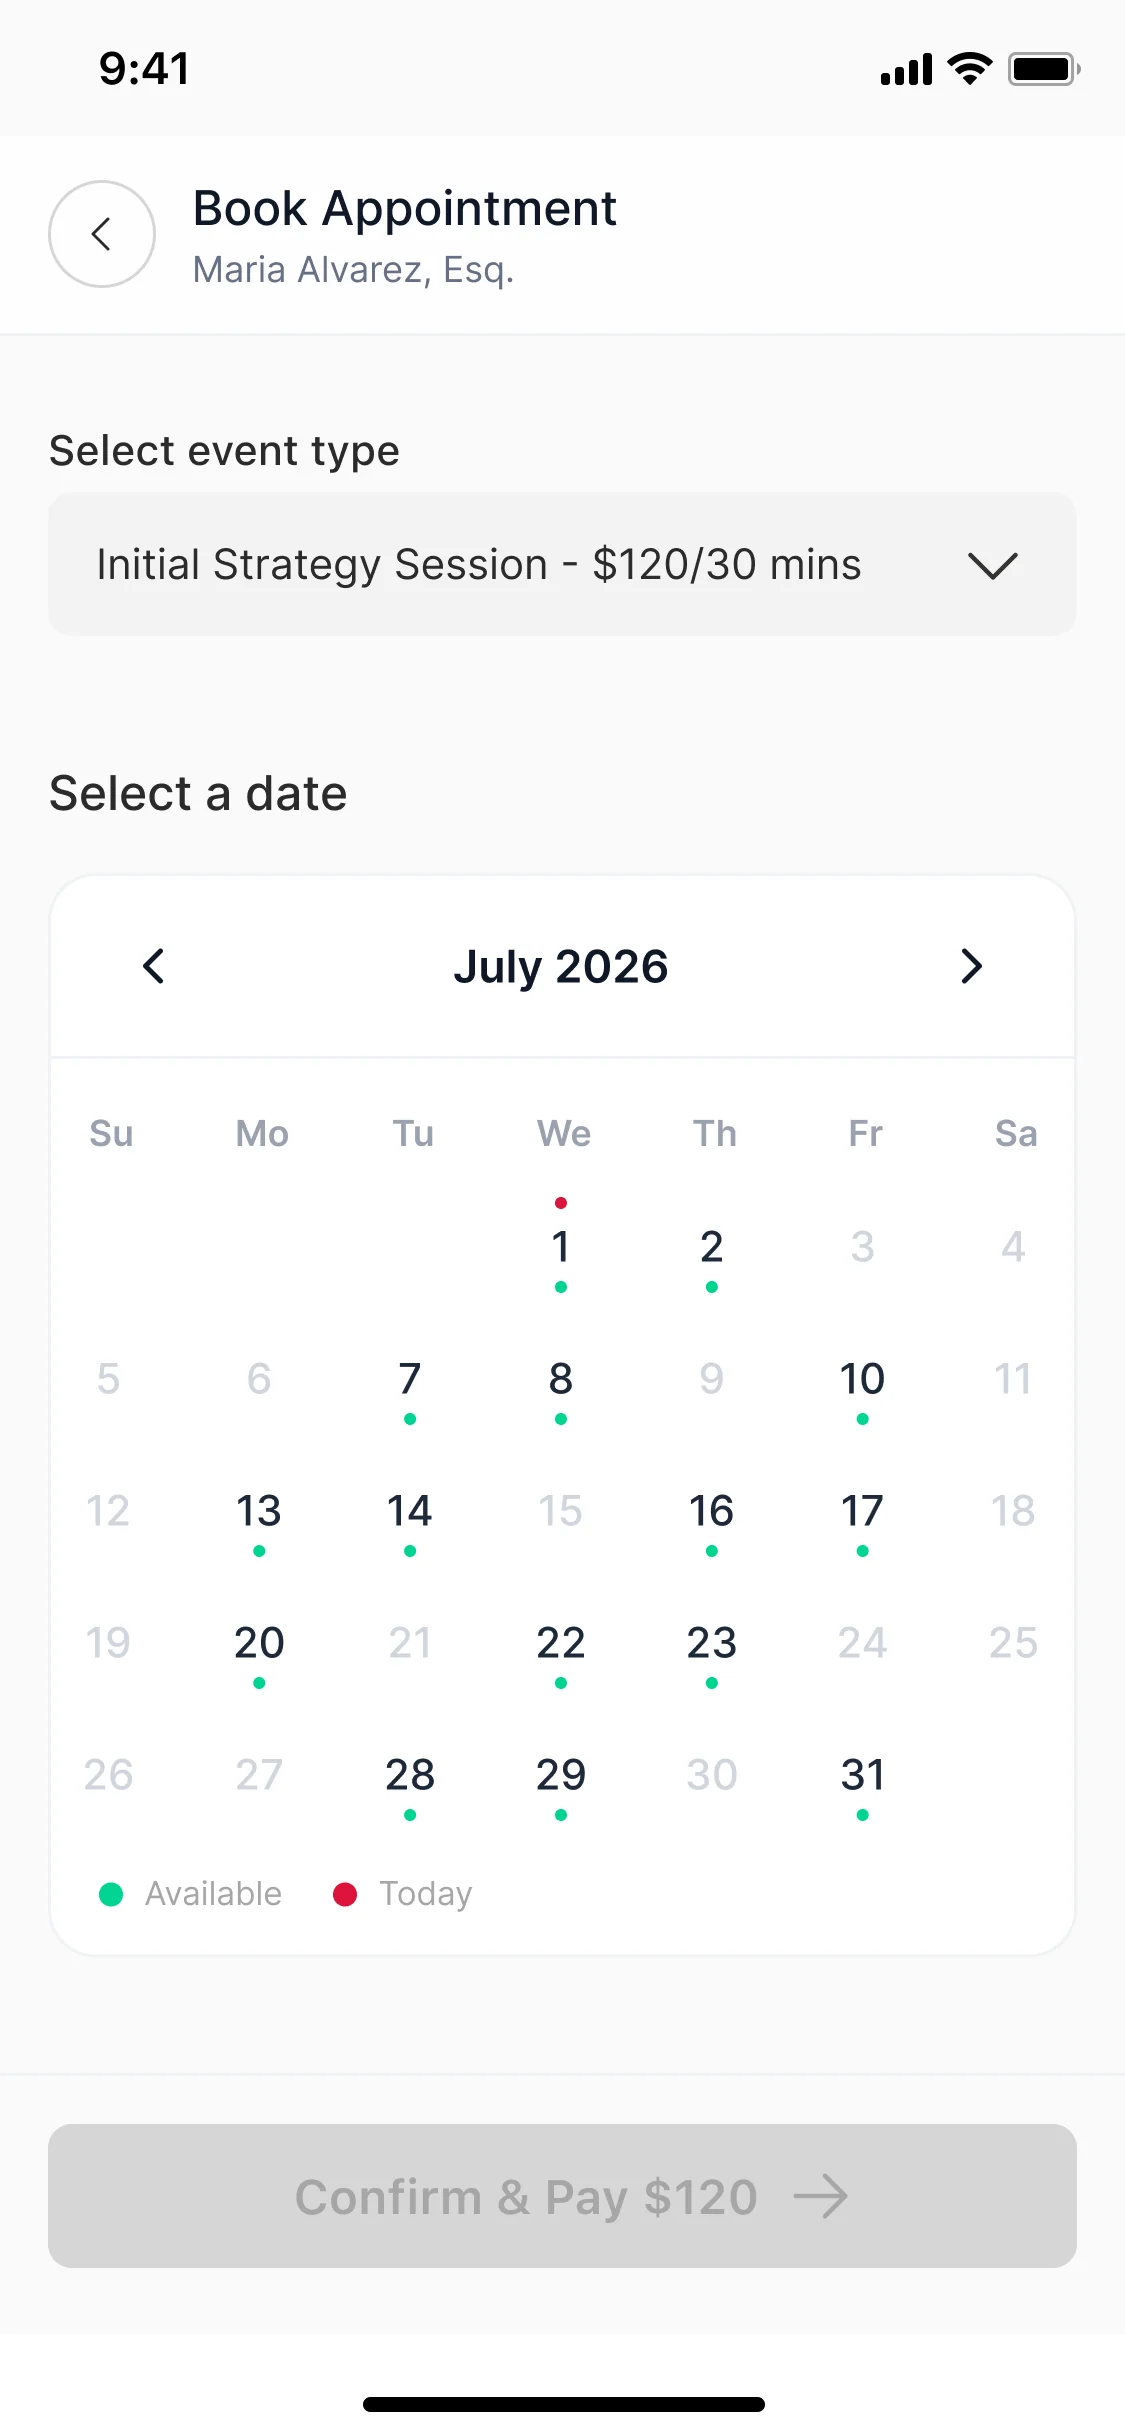 9:41
Book Appointment
Maria Alvarez, Esq.
Select event type
Initial Strategy Session - $120/30 mins
Select a date
July 2026
Su Mo Tu We Th Fr Sa
1 2 3 4
5 6 7 8 9 10 11
12 13 14 15 16 17 18
19 20 21 22 23 24 25
26 27 28 29 30 31
Available Today
Confirm & Pay $120